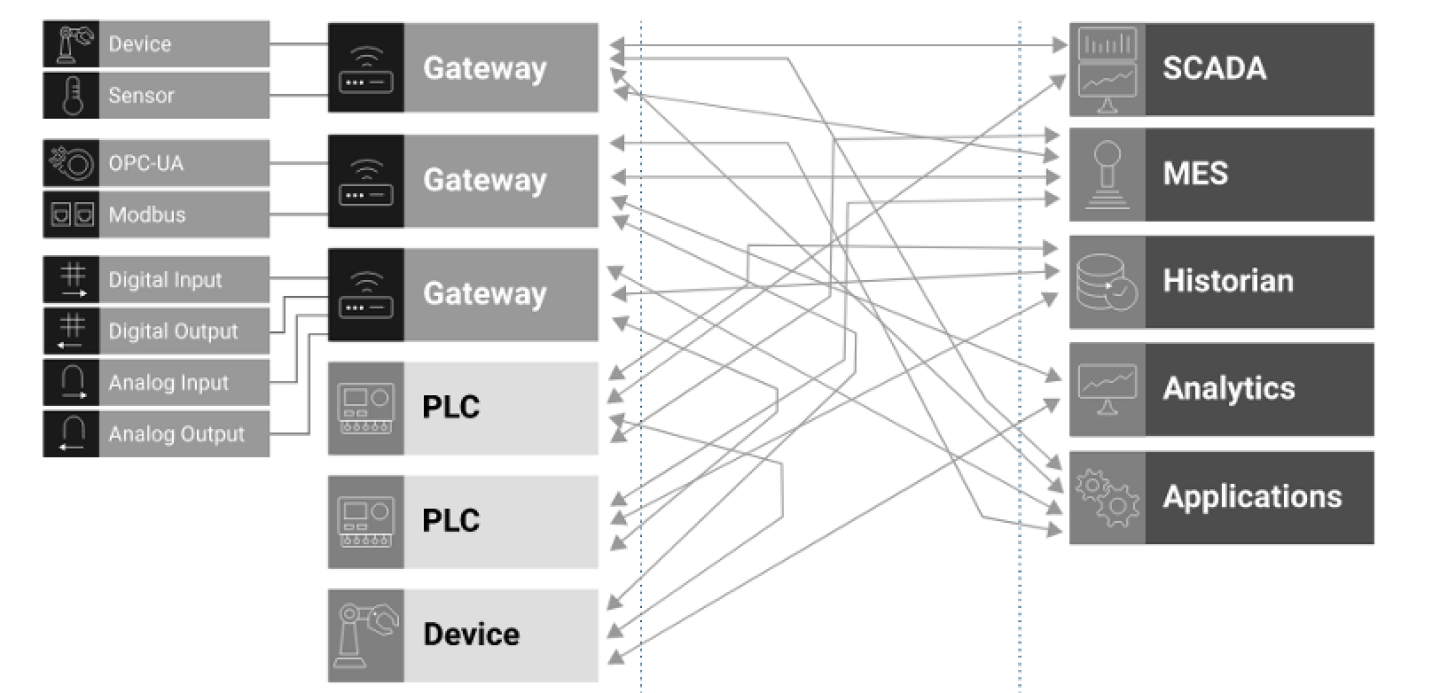 Device
Sensor
OPC-UA
Modbus
Digital Input
Digital Output
Analog Input
Analog Output
Gateway
Gateway
Gateway
PLC
PLC
Device
SCADA
MES
Historian
Analytics
Applications